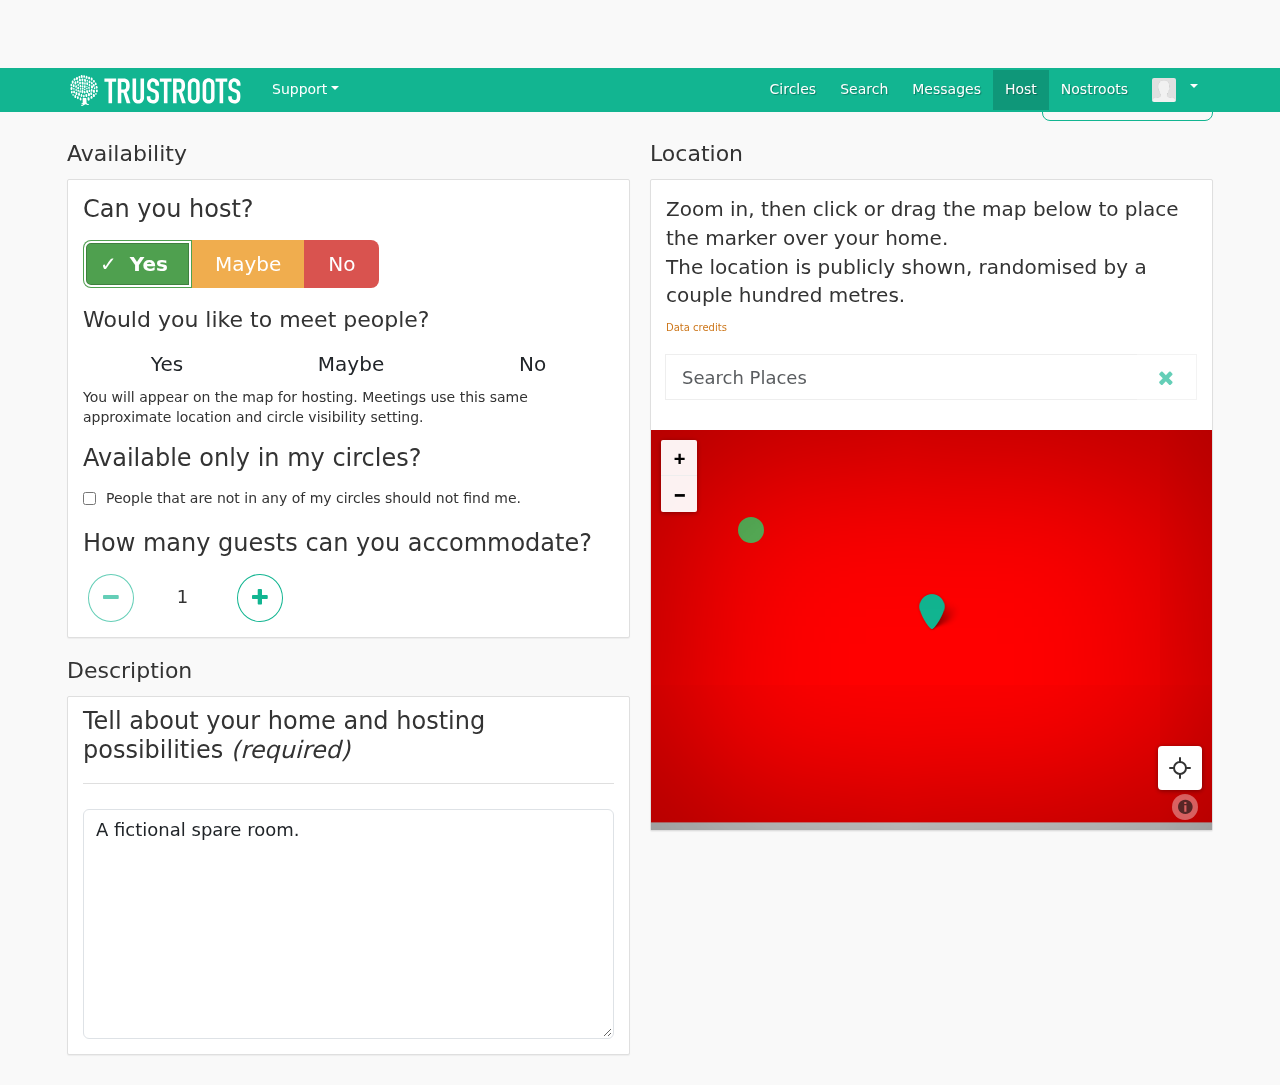 TRUSTROOTS
Support
Circles
Search
Messages
Host
Nostroots
Availability
Can you host?
✓ Yes
Maybe
No
Would you like to meet people?
Yes
Maybe
No
You will appear on the map for hosting. Meetings use this same
approximate location and circle visibility setting.
Available only in my circles?
People that are not in any of my circles should not find me.
How many guests can you accommodate?
1
Description
Tell about your home and hosting
possibilities (required)
A fictional spare room.
Location
Zoom in, then click or drag the map below to place
the marker over your home.
The location is publicly shown, randomised by a
couple hundred metres.
Data credits
Search Places
+
−